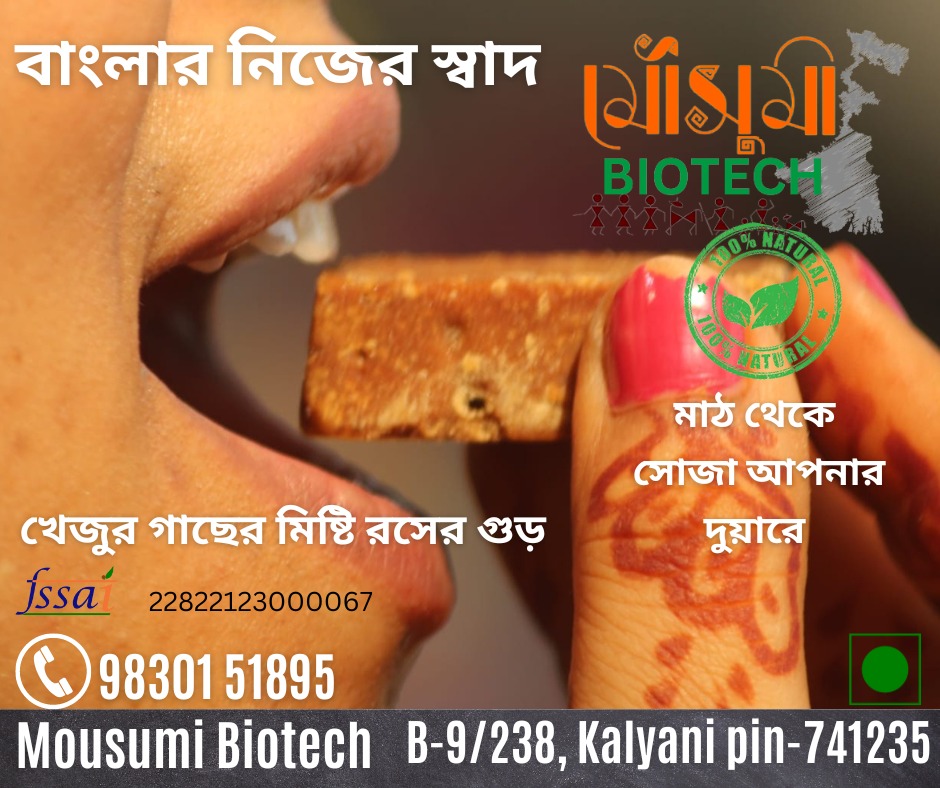 বাংলার নিজের স্বাদ
মৌসুমী
BIOTECH
100% NATURAL
100% NATURAL
মাঠ থেকে
সোজা আপনার
দুয়ারে
খেজুর গাছের মিষ্টি রসের গুড়
fssai
22822123000067
98301 51895
Mousumi Biotech
B-9/238, Kalyani pin-741235